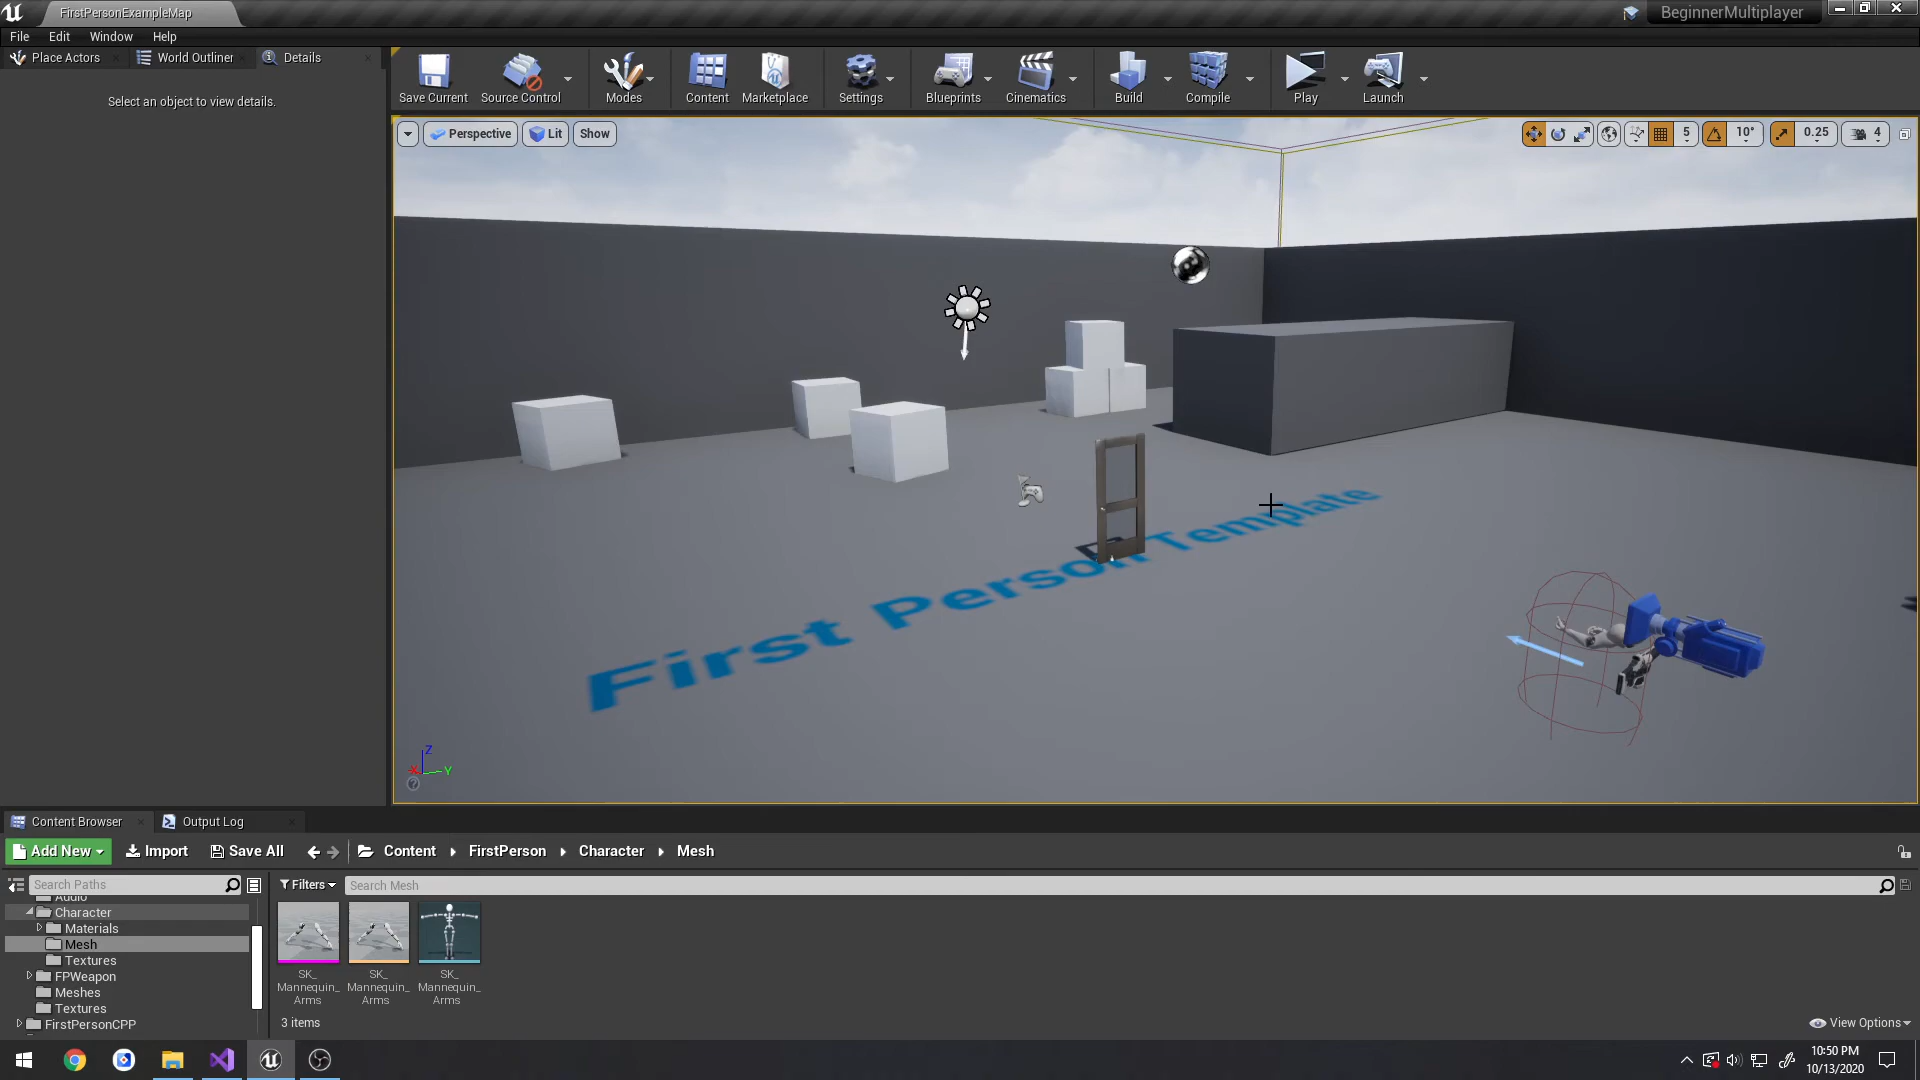 FirstPersonExampleMap
BeginnerMultiplayer
File Edit Window Help
Place Actors World Outliner Details
Select an object to view details.
Save Current Source Control Modes Content Marketplace Settings Blueprints Cinematics Build Compile Play Launch
Perspective Lit Show
5 10° 0.25 4
First Person Template
Z
X
Y
Content Browser Output Log
Add New Import Save All Content FirstPerson Character Mesh
Search Paths
Filters
Search Mesh
Audio
Character
Materials
Mesh
Textures
FPWeapon
Meshes
Textures
FirstPersonCPP
SK_
Mannequin_
Arms
SK_
Mannequin_
Arms
SK_
Mannequin_
Arms
3 items
View Options
10:50 PM
10/13/2020